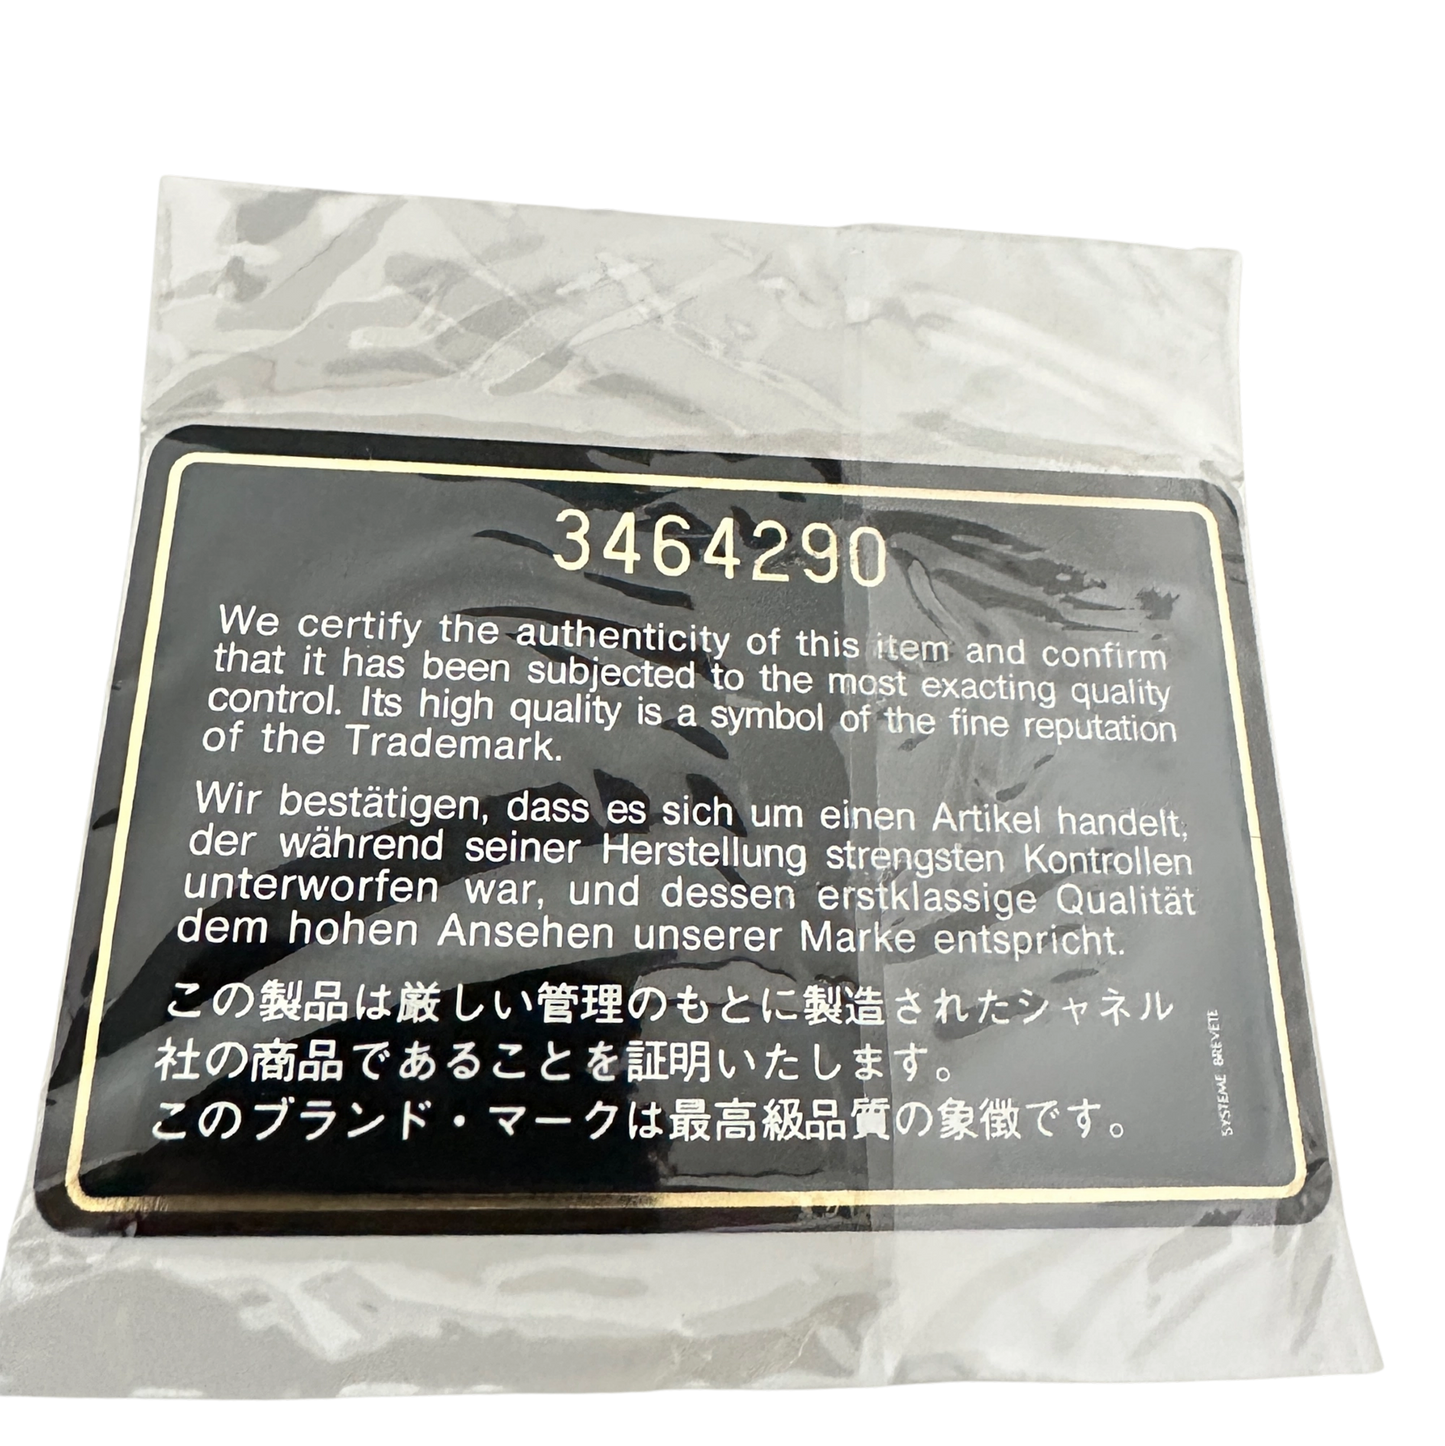 3464290
We certify the authenticity of this item and confirm
that it has been subjected to the most exacting quality
control. Its high quality is a symbol of the fine reputation
of the Trademark.
Wir bestätigen, dass es sich um einen Artikel handelt,
der während seiner Herstellung strengsten Kontrollen
unterworfen war, und dessen erstklassige Qualität
dem hohen Ansehen unserer Marke entspricht.
この製品は厳しい管理のもとに製造されたシャネル
社の商品であることを証明いたします。
このブランド・マークは最高級品質の象徴です。
SYSTEME BREVETE